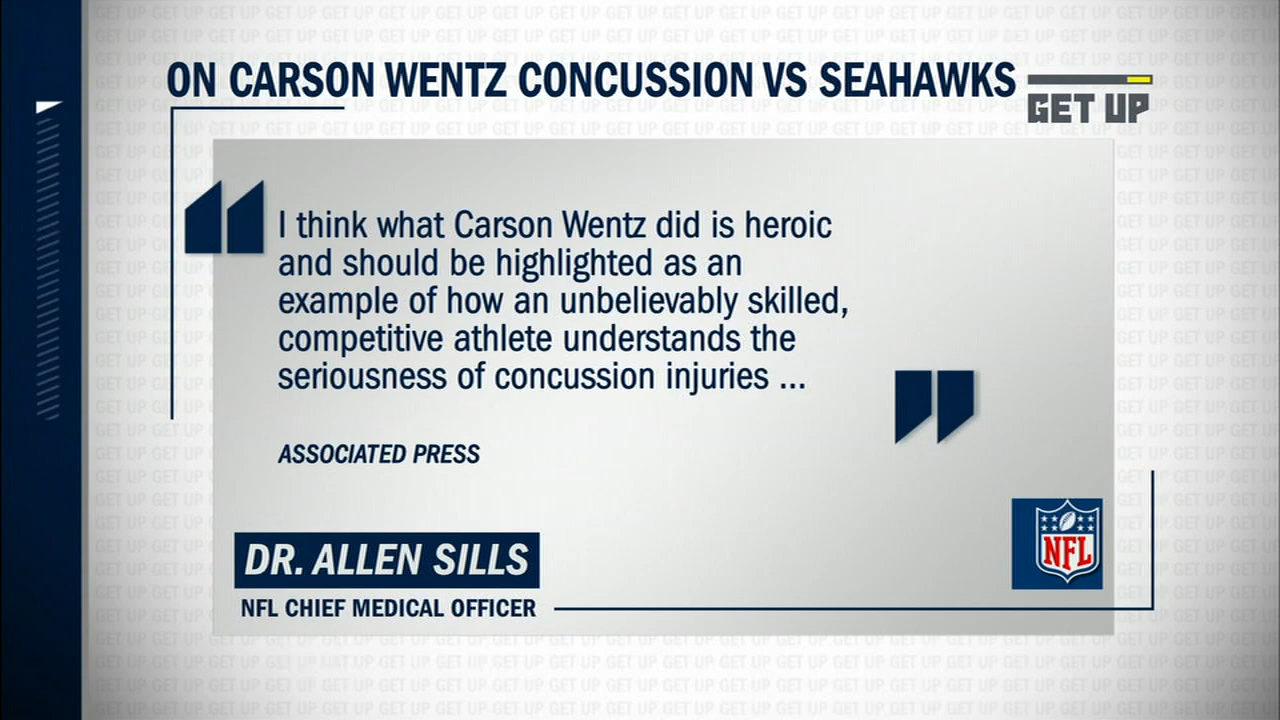 ON CARSON WENTZ CONCUSSION VS SEAHAWKS
GET UP
I think what Carson Wentz did is heroic
and should be highlighted as an
example of how an unbelievably skilled,
competitive athlete understands the
seriousness of concussion injuries ...
ASSOCIATED PRESS
DR. ALLEN SILLS
NFL CHIEF MEDICAL OFFICER
NFL